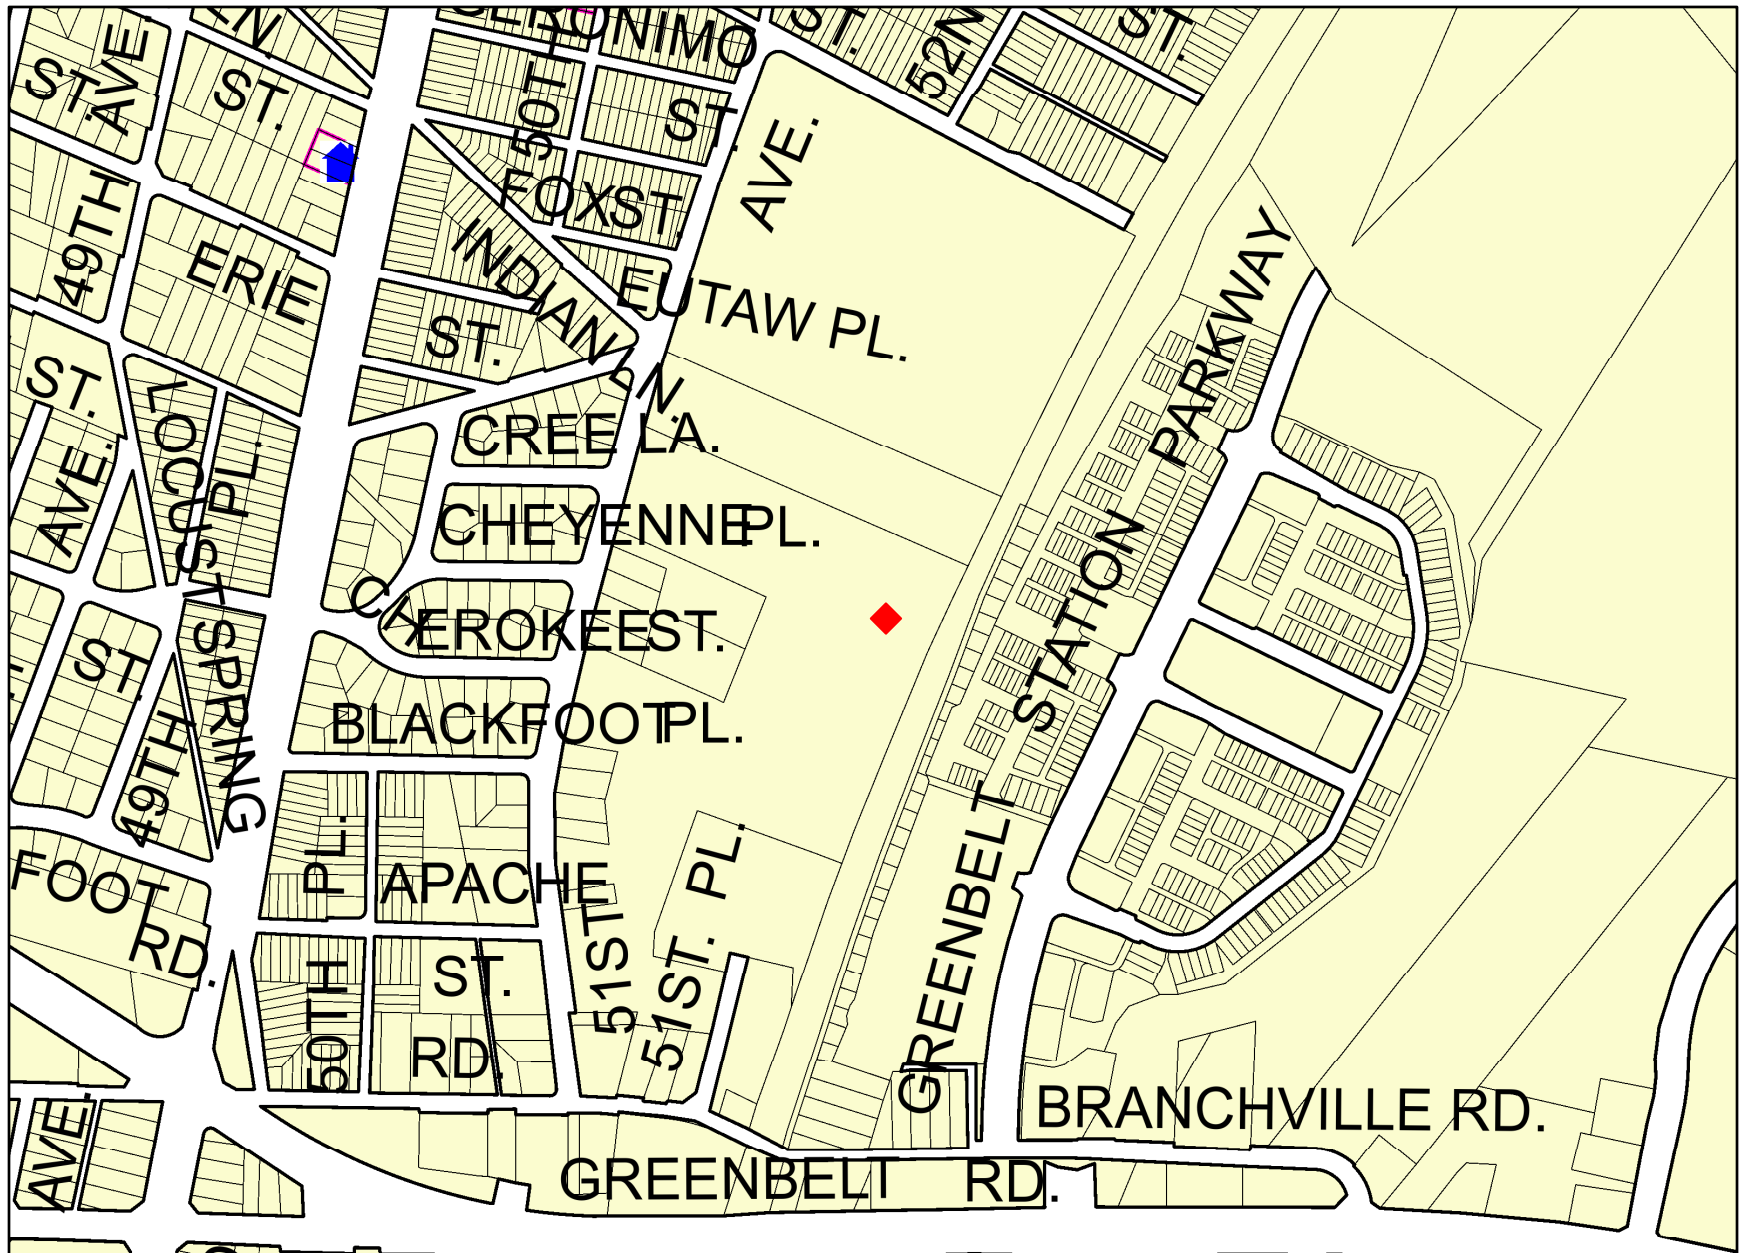 GERONIMO
ST.
ST.
52N
AVE.
ST.
ST.
50TH
ST.
AVE.
49TH
FOX ST.
ERIE
INDIAN LN.
EUTAW PL.
ST.
ST.
PARKWAY
STATION
GREENBELT
CREE LA.
LOCUST SPRING
PL.
AVE.
CHEYENNE PL.
CHEROKEE ST.
ST.
49TH
BLACKFOOT PL.
PL.
50TH
APACHE
ST.
RD.
FOOT
RD.
51ST
51ST. PL.
BRANCHVILLE RD.
AVE.
GREENBELT RD.